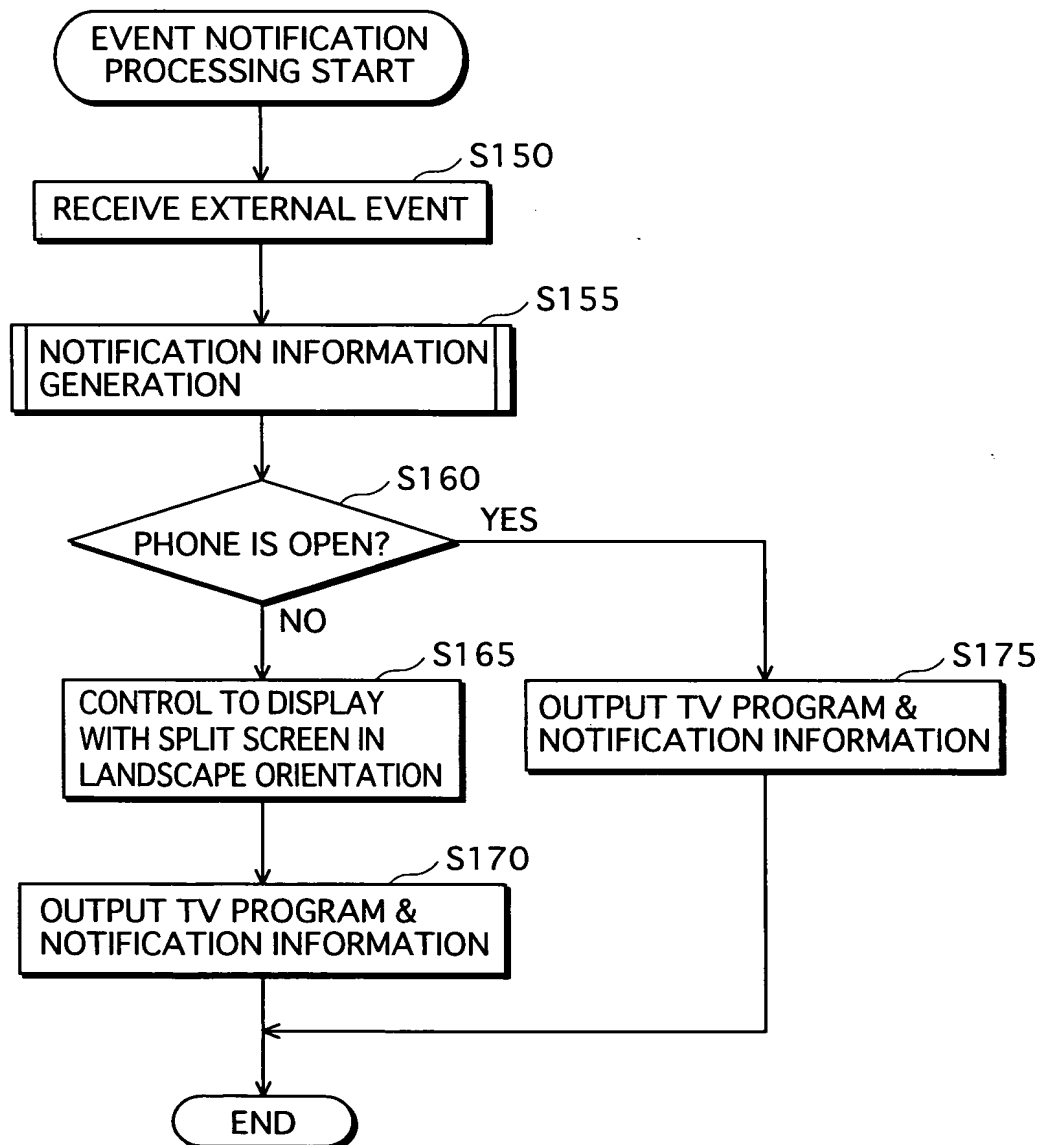 EVENT NOTIFICATION
PROCESSING START
S150
RECEIVE EXTERNAL EVENT
S155
NOTIFICATION INFORMATION
GENERATION
S160
PHONE IS OPEN?
YES
NO
S165
CONTROL TO DISPLAY
WITH SPLIT SCREEN IN
LANDSCAPE ORIENTATION
S175
OUTPUT TV PROGRAM &
NOTIFICATION INFORMATION
S170
OUTPUT TV PROGRAM &
NOTIFICATION INFORMATION
END